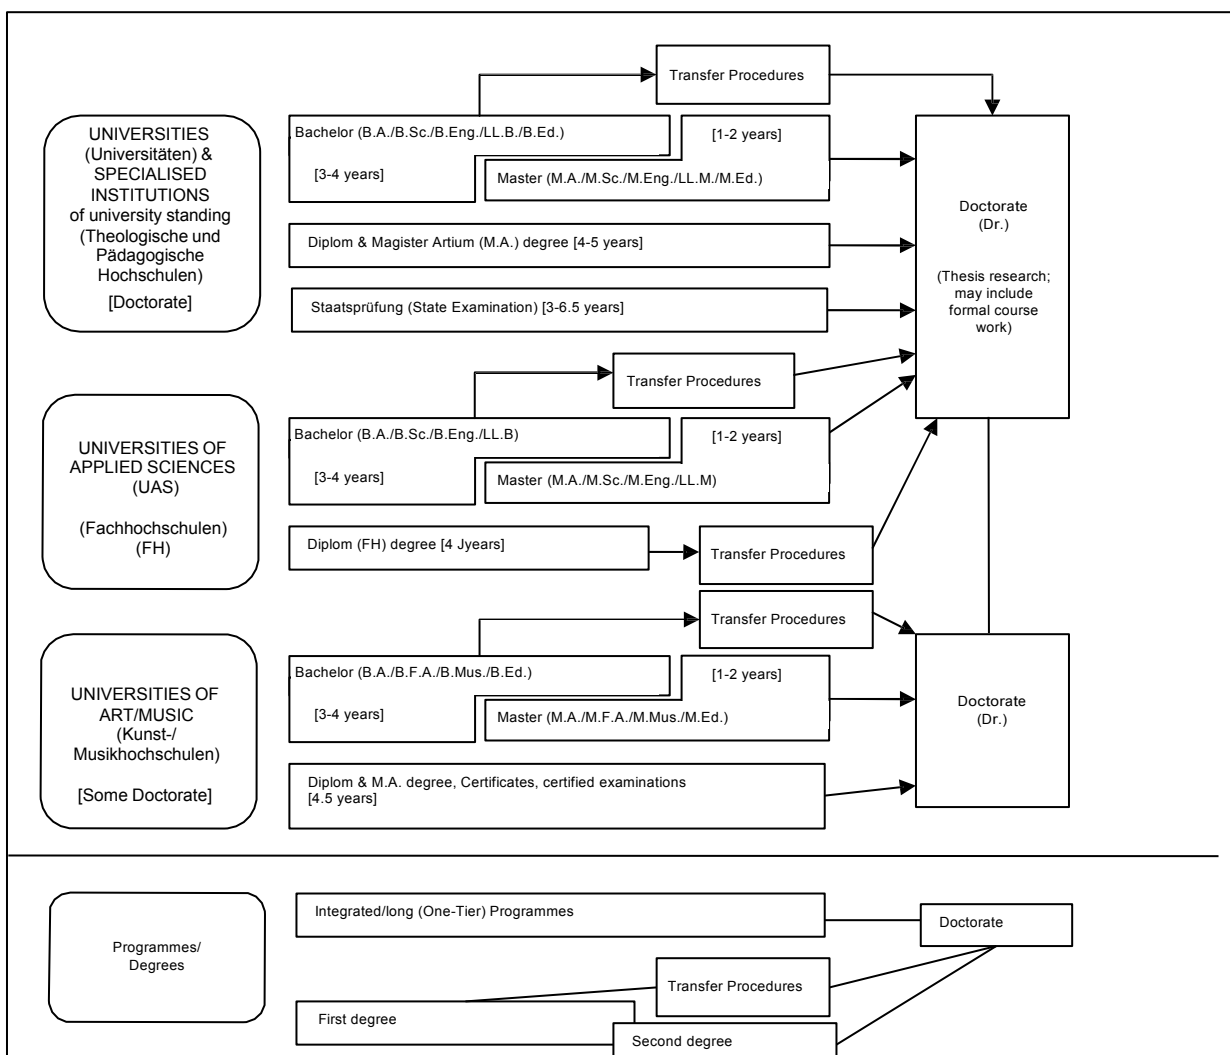 Transfer Procedures
UNIVERSITIES
(Universitäten) &
SPECIALISED
INSTITUTIONS
of university standing
(Theologische und
Pädagogische
Hochschulen)
[Doctorate]
Bachelor (B.A./B.Sc./B.Eng./LL.B./B.Ed.)
[3-4 years]
[1-2 years]
Master (M.A./M.Sc./M.Eng./LL.M./M.Ed.)
Diplom & Magister Artium (M.A.) degree [4-5 years]
Staatsprüfung (State Examination) [3-6.5 years]
Doctorate
(Dr.)
(Thesis research;
may include
formal course
work)
Transfer Procedures
UNIVERSITIES OF
APPLIED SCIENCES
(UAS)
(Fachhochschulen)
(FH)
Bachelor (B.A./B.Sc./B.Eng./LL.B)
[3-4 years]
[1-2 years]
Master (M.A./M.Sc./M.Eng./LL.M)
Diplom (FH) degree [4 Jyears]
Transfer Procedures
Transfer Procedures
UNIVERSITIES OF
ART/MUSIC
(Kunst-/
Musikhochschulen)
[Some Doctorate]
Bachelor (B.A./B.F.A./B.Mus./B.Ed.)
[3-4 years]
[1-2 years]
Master (M.A./M.F.A./M.Mus./M.Ed.)
Diplom & M.A. degree, Certificates, certified examinations
[4.5 years]
Doctorate
(Dr.)
Programmes/
Degrees
Integrated/long (One-Tier) Programmes
Doctorate
Transfer Procedures
First degree
Second degree